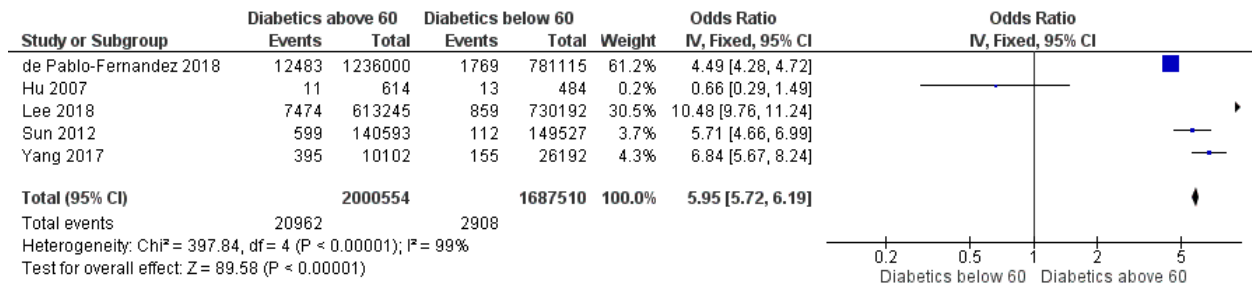 Diabetics above 60 Diabetics below 60 Odds Ratio Odds Ratio
Study or Subgroup Events Total Events Total Weight IV, Fixed, 95% CI IV, Fixed, 95% CI
de Pablo-Fernandez 2018 12483 1236000 1769 781115 61.2% 4.49 [4.28, 4.72]
Hu 2007 11 614 13 484 0.2% 0.66 [0.29, 1.49]
Lee 2018 7474 613245 859 730192 30.5% 10.48 [9.76, 11.24]
Sun 2012 599 140593 112 149527 3.7% 5.71 [4.66, 6.99]
Yang 2017 395 10102 155 26192 4.3% 6.84 [5.67, 8.24]
Total (95% CI) 2000554 1687510 100.0% 5.95 [5.72, 6.19]
Total events 20962 2908
Heterogeneity: Chi² = 397.84, df = 4 (P < 0.00001); I² = 99%
Test for overall effect: Z = 89.58 (P < 0.00001)
0.2 0.5 1 2 5
Diabetics below 60 Diabetics above 60